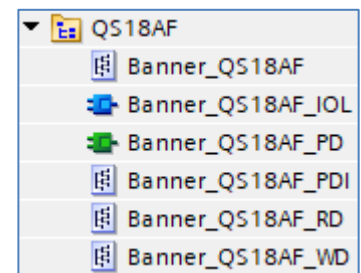 QS18AF
Banner_QS18AF
Banner_QS18AF_IOL
Banner_QS18AF_PD
Banner_QS18AF_PDI
Banner_QS18AF_RD
Banner_QS18AF_WD